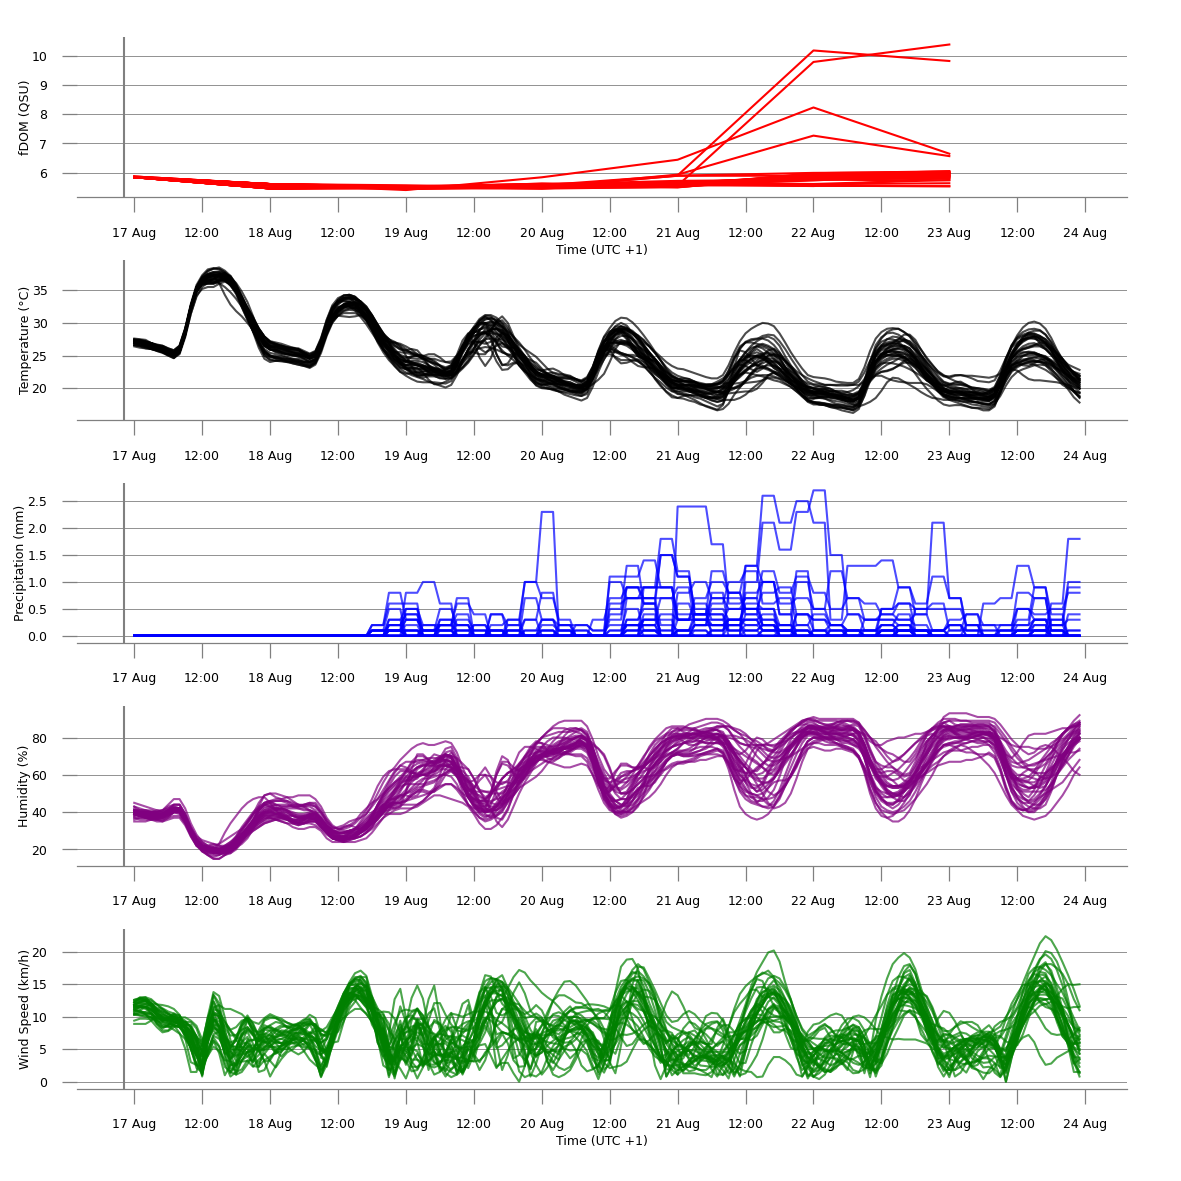 fDOM (QSU)
10
9
8
7
6
17 Aug 12:00 18 Aug 12:00 19 Aug 12:00 20 Aug 12:00 21 Aug 12:00 22 Aug 12:00 23 Aug 12:00 24 Aug
Time (UTC +1)
Temperature (°C)
35
30
25
20
17 Aug 12:00 18 Aug 12:00 19 Aug 12:00 20 Aug 12:00 21 Aug 12:00 22 Aug 12:00 23 Aug 12:00 24 Aug
Precipitation (mm)
2.5
2.0
1.5
1.0
0.5
0.0
17 Aug 12:00 18 Aug 12:00 19 Aug 12:00 20 Aug 12:00 21 Aug 12:00 22 Aug 12:00 23 Aug 12:00 24 Aug
Humidity (%)
80
60
40
20
17 Aug 12:00 18 Aug 12:00 19 Aug 12:00 20 Aug 12:00 21 Aug 12:00 22 Aug 12:00 23 Aug 12:00 24 Aug
Wind Speed (km/h)
20
15
10
5
0
17 Aug 12:00 18 Aug 12:00 19 Aug 12:00 20 Aug 12:00 21 Aug 12:00 22 Aug 12:00 23 Aug 12:00 24 Aug
Time (UTC +1)